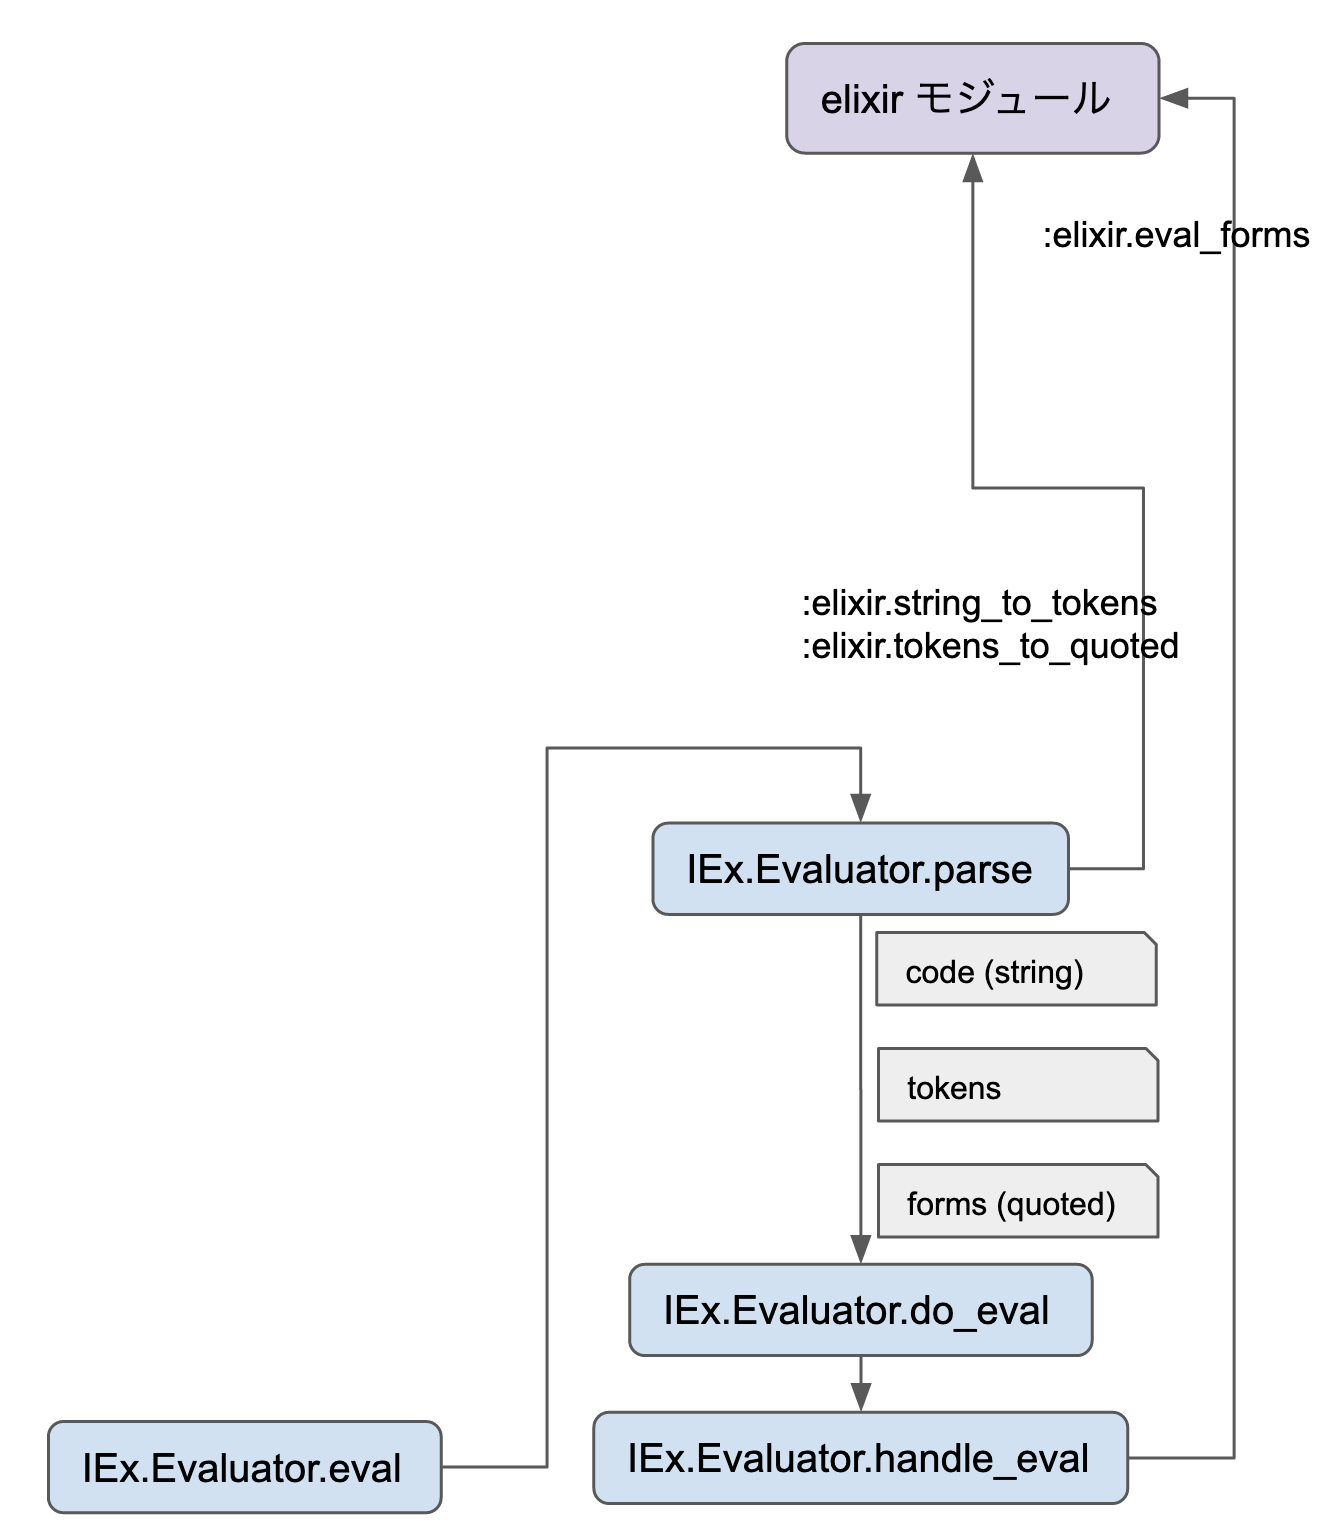 elixir モジュール
:elixir.eval_forms
:elixir.string_to_tokens
:elixir.tokens_to_quoted
IEx.Evaluator.parse
code (string)
tokens
forms (quoted)
IEx.Evaluator.do_eval
IEx.Evaluator.eval
IEx.Evaluator.handle_eval